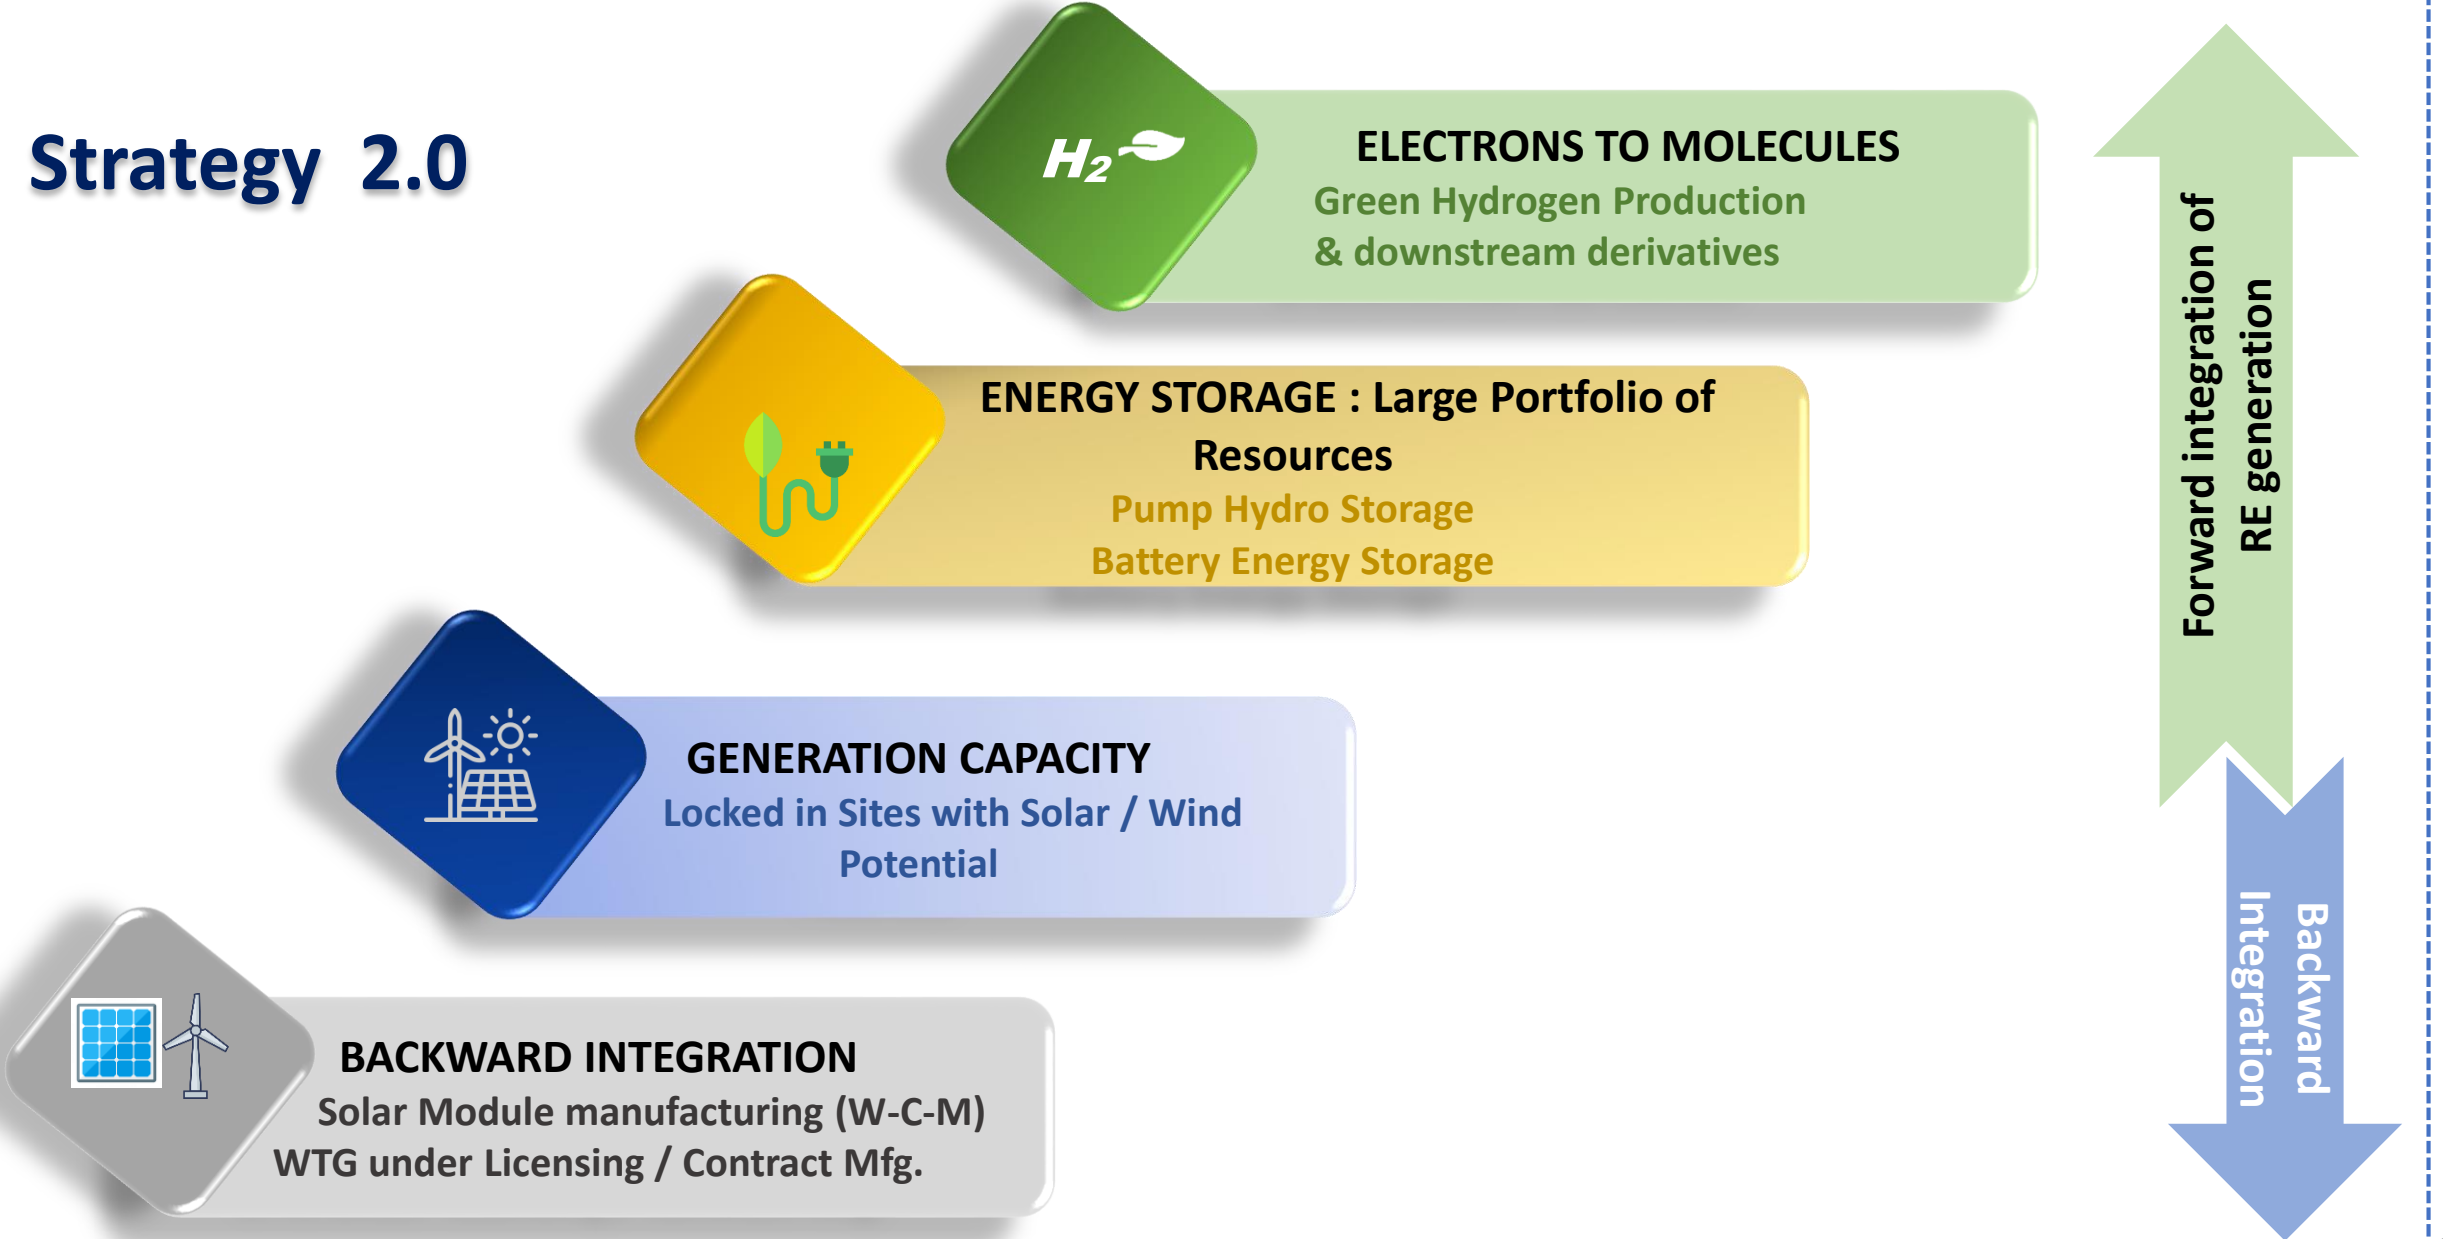 Strategy 2.0
H2
ELECTRONS TO MOLECULES
Green Hydrogen Production
& downstream derivatives
ENERGY STORAGE : Large Portfolio of
Resources
Pump Hydro Storage
Battery Energy Storage
GENERATION CAPACITY
Locked in Sites with Solar / Wind
Potential
BACKWARD INTEGRATION
Solar Module manufacturing (W-C-M)
WTG under Licensing / Contract Mfg.
Forward integration of
RE generation
Backward
Integration